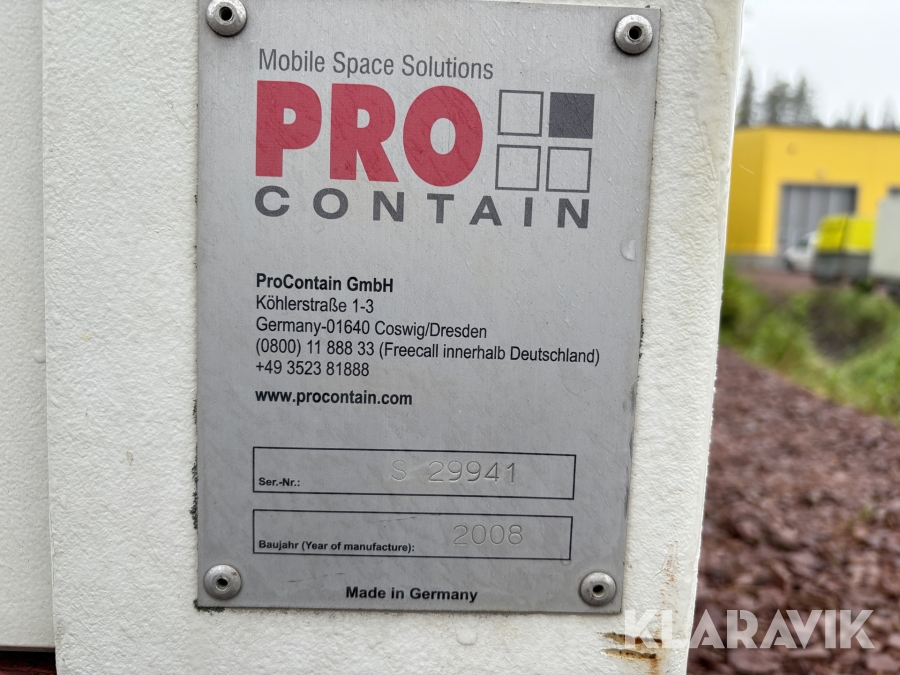 Mobile Space Solutions
PRO
CONTAIN
ProContain GmbH
Köhlerstraße 1-3
Germany-01640 Coswig/Dresden
(0800) 11 888 33 (Freecall innerhalb Deutschland)
+49 3523 81888
www.procontain.com
Ser.-Nr.: S 29941
Baujahr (Year of manufacture): 2008
Made in Germany
KLARAVIK